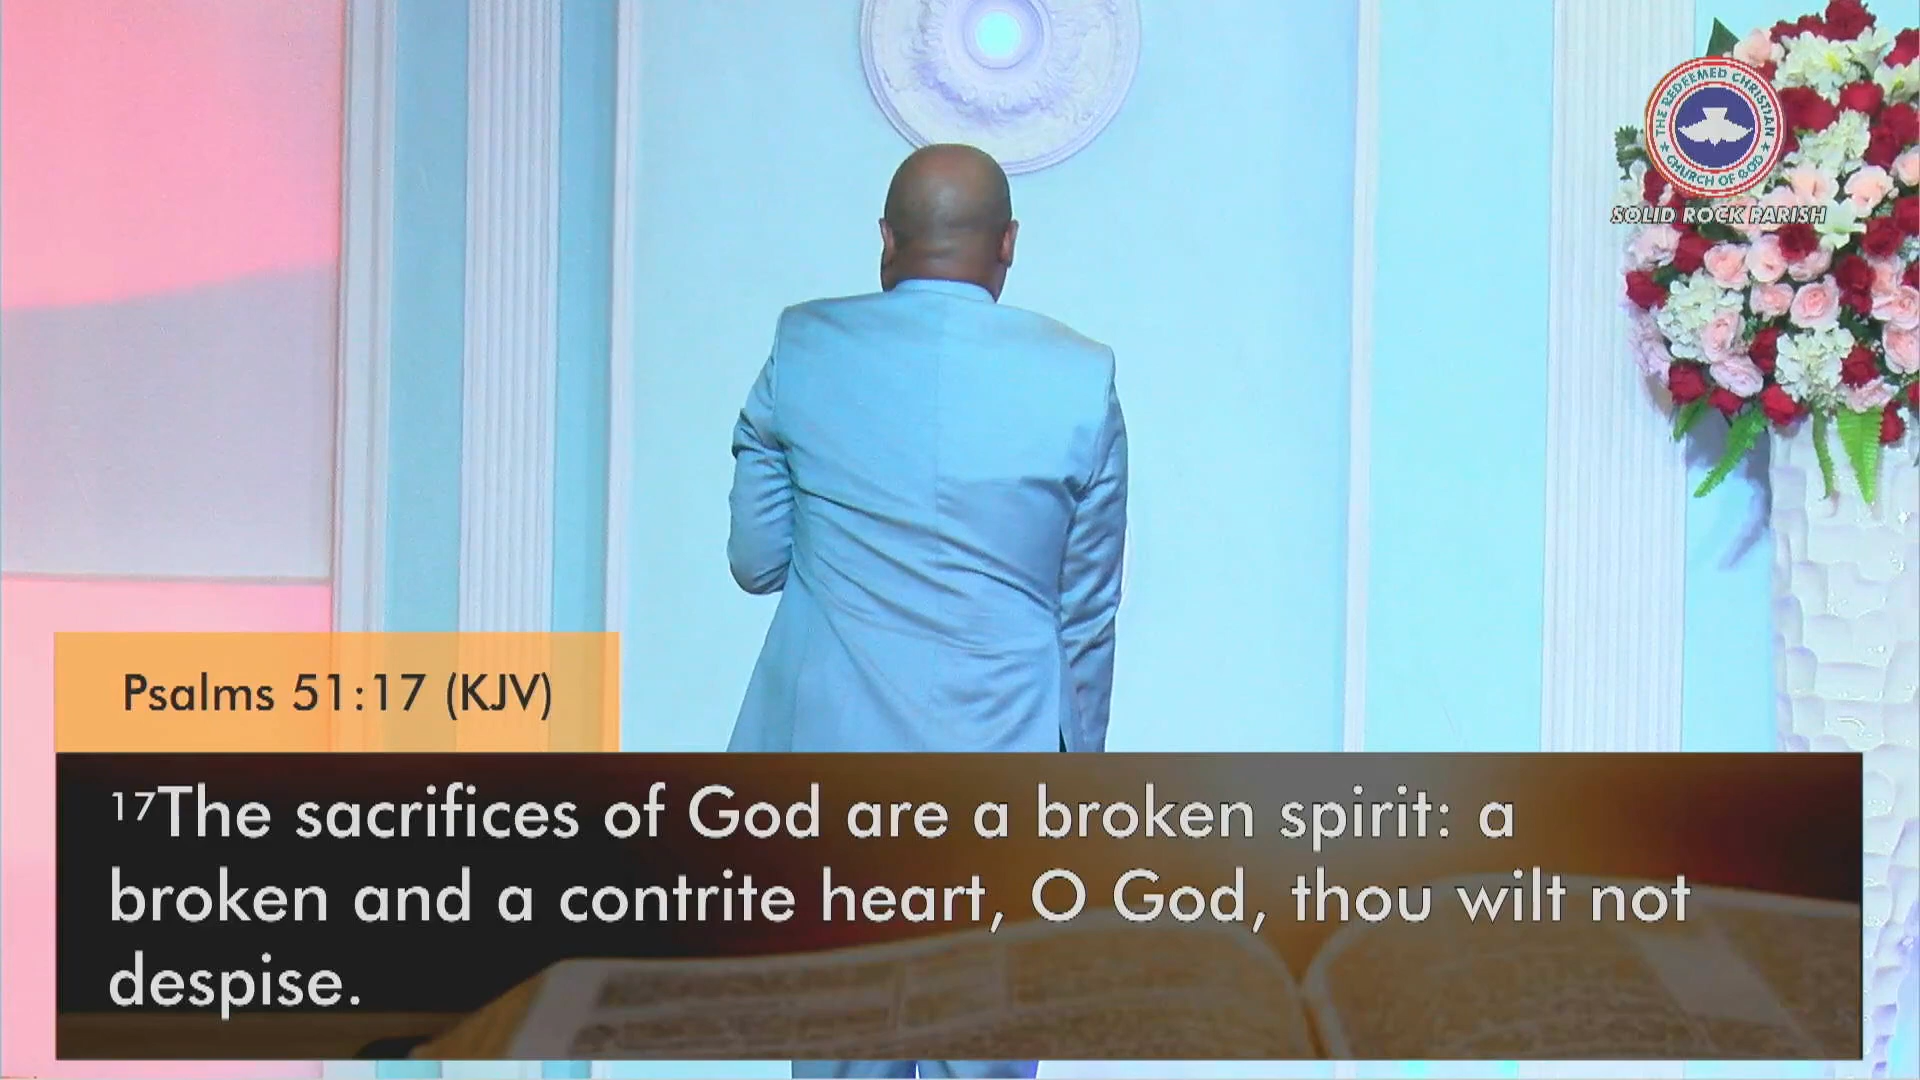 THE REDEEMED CHRISTIAN
CHURCH OF GOD
SOLID ROCK PARISH
Psalms 51:17 (KJV)
17The sacrifices of God are a broken spirit: a
broken and a contrite heart, O God, thou wilt not
despise.